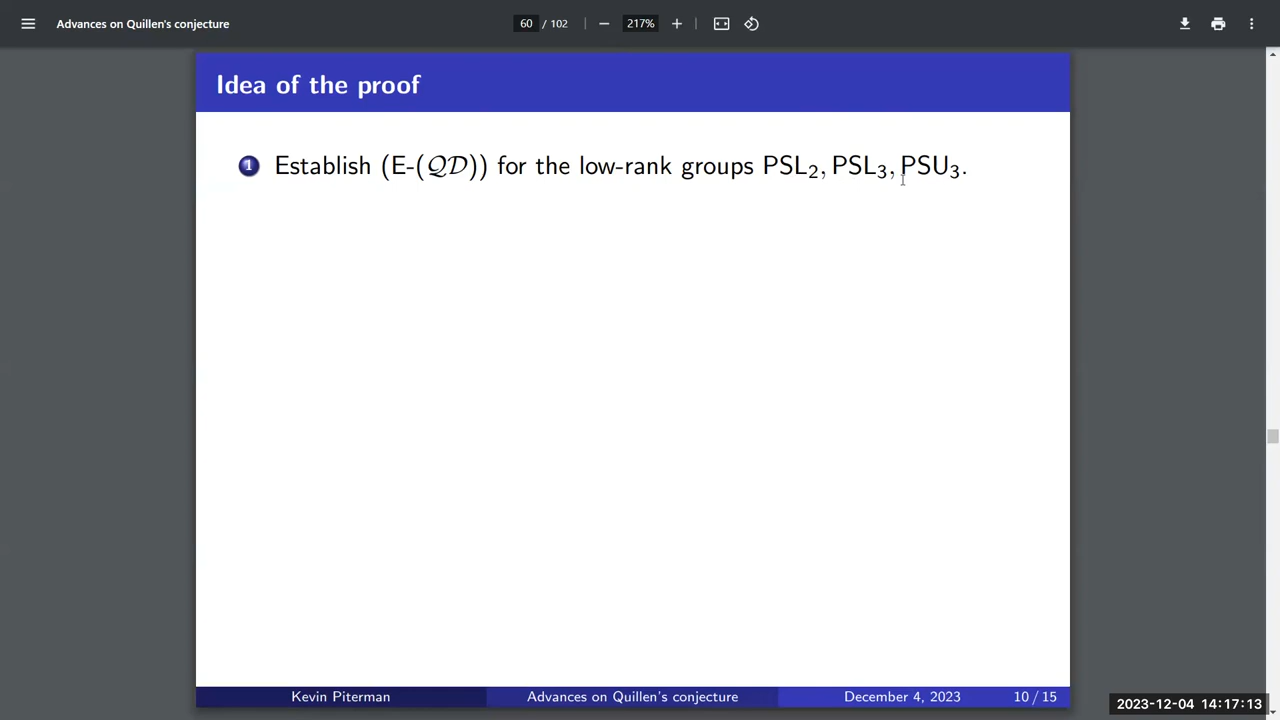 Advances on Quillen's conjecture
60 / 102
217%
Idea of the proof
1 Establish (E-(𝒬𝒟)) for the low-rank groups PSL₂, PSL₃, PSU₃.
Kevin Piterman
Advances on Quillen's conjecture
December 4, 2023
10 / 15
2023-12-04 14:17:13